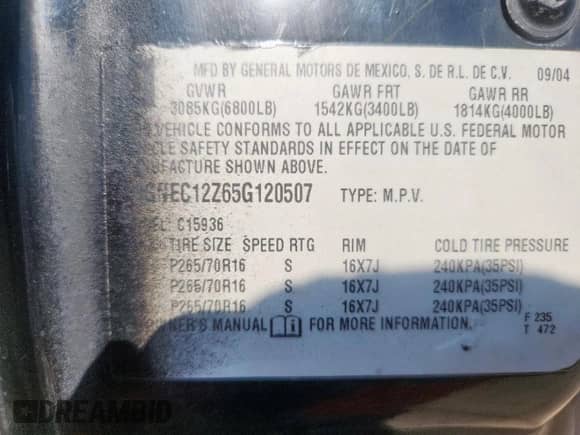 MFD BY GENERAL MOTORS DE MEXICO, S. DE R.L. DE C.V. 09/04
GVWR GAWR FRT GAWR RR
3085KG(6800LB) 1542KG(3400LB) 1814KG(4000LB)
VEHICLE CONFORMS TO ALL APPLICABLE U.S. FEDERAL MOTOR
SAFETY STANDARDS IN EFFECT ON THE DATE OF
SHOWN ABOVE.
EC12Z65G120507 TYPE: M.P.V.
C15936
TIRE SIZE SPEED RTG RIM COLD TIRE PRESSURE
P265/70R16 S 16X7J 240KPA(35PSI)
P265/70R16 S 16X7J 240KPA(35PSI)
P265/70R16 S 16X7J 240KPA(35PSI)
MANUAL FOR MORE INFORMATION.
F 235
T 472
DREAMBID